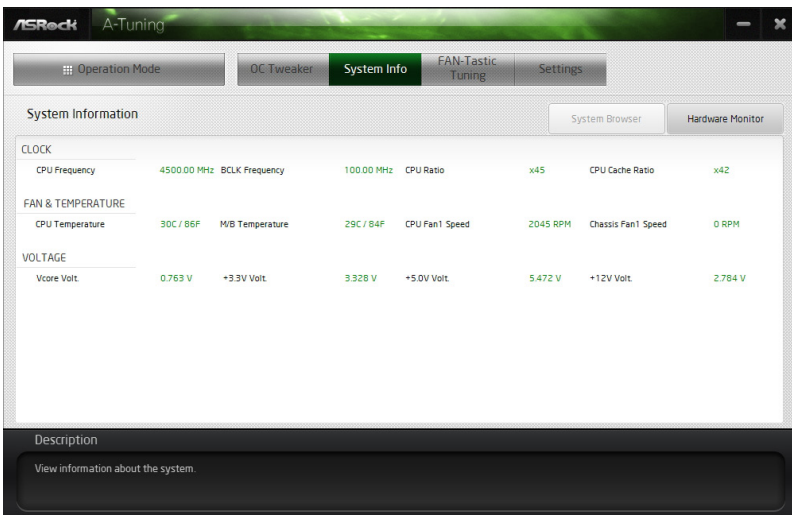 ASRock A-Tuning
Operation Mode OC Tweaker System Info FAN-Tastic Tuning Settings
System Information System Browser Hardware Monitor
CLOCK
CPU Frequency 4500.00 MHz BCLK Frequency 100.00 MHz CPU Ratio x45 CPU Cache Ratio x42
FAN & TEMPERATURE
CPU Temperature 30C / 86F M/B Temperature 29C / 84F CPU Fan1 Speed 2045 RPM Chassis Fan1 Speed 0 RPM
VOLTAGE
Vcore Volt. 0.763 V +3.3V Volt. 3.328 V +5.0V Volt. 5.472 V +12V Volt. 2.784 V
Description
View information about the system.